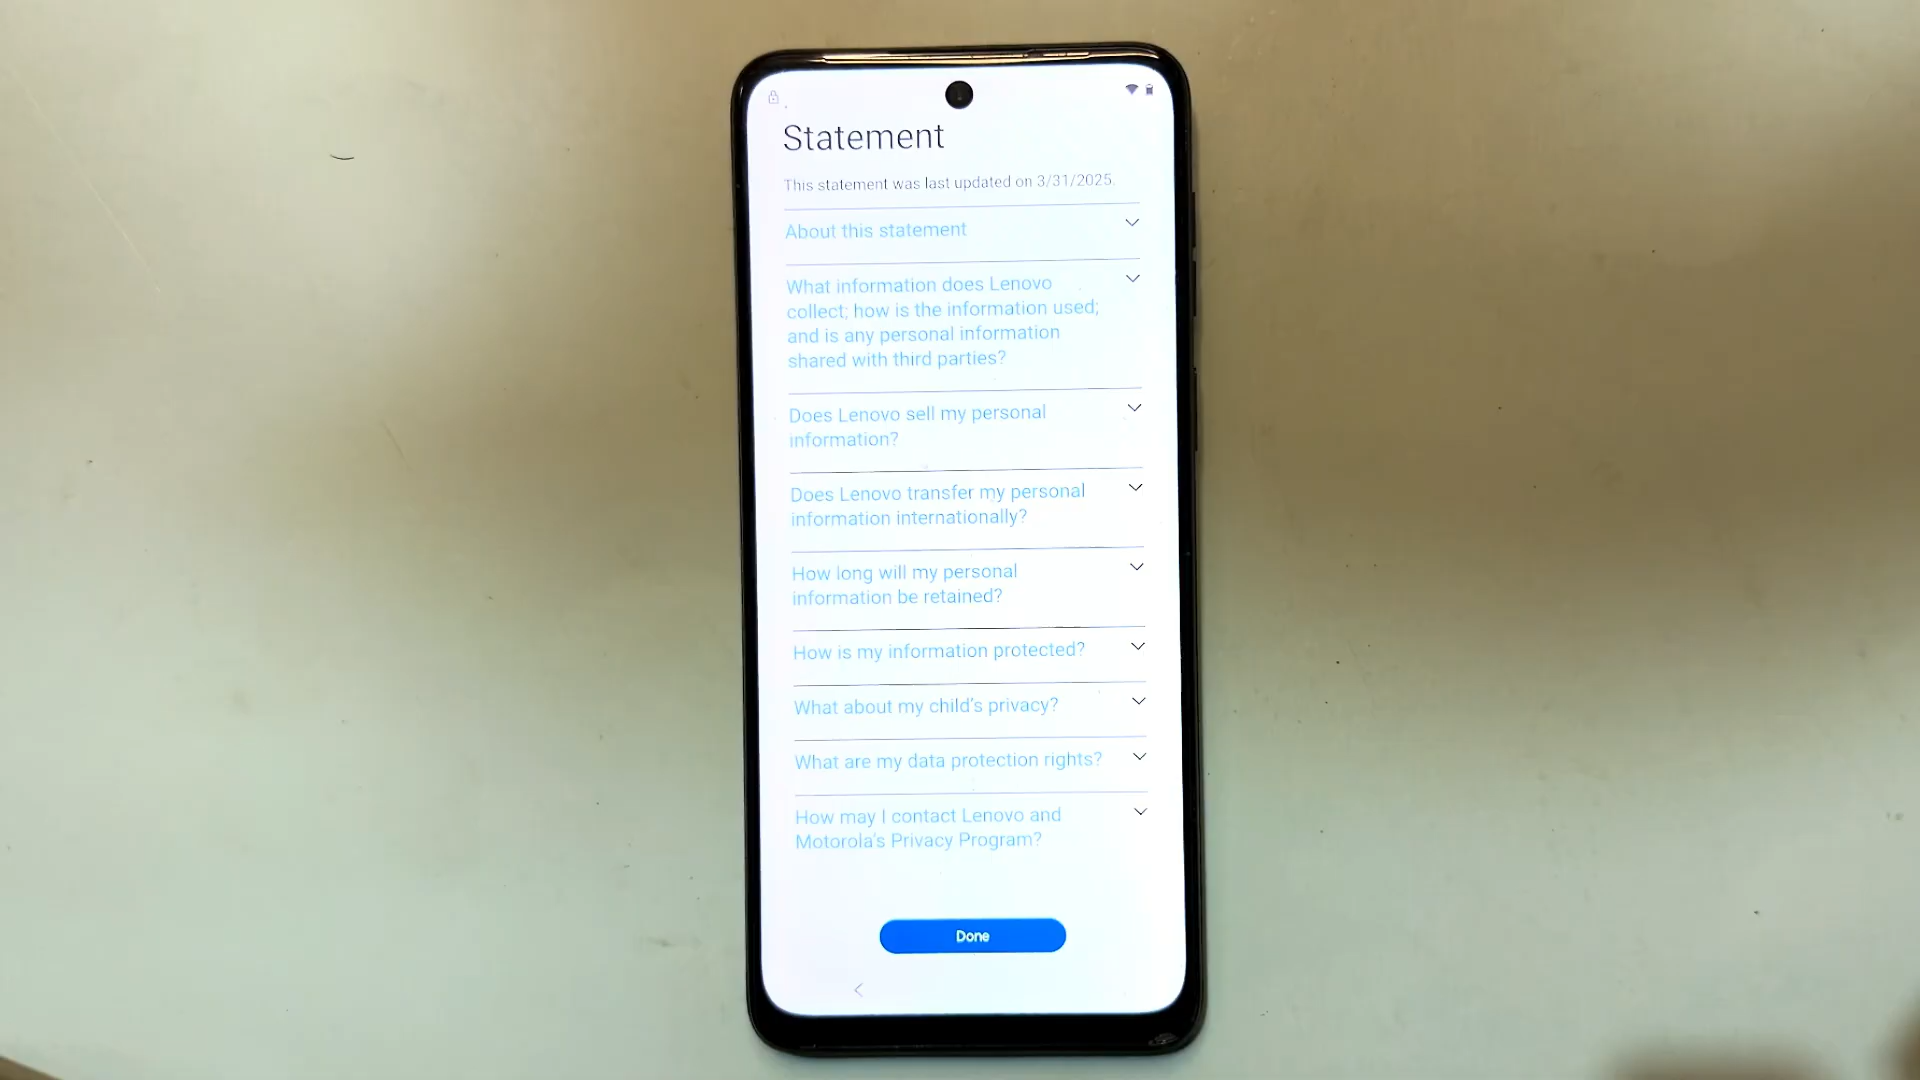 Statement
This statement was last updated on 3/31/2025.
About this statement
What information does Lenovo
collect; how is the information used;
and is any personal information
shared with third parties?
Does Lenovo sell my personal
information?
Does Lenovo transfer my personal
information internationally?
How long will my personal
information be retained?
How is my information protected?
What about my child's privacy?
What are my data protection rights?
How may I contact Lenovo and
Motorola's Privacy Program?
Done